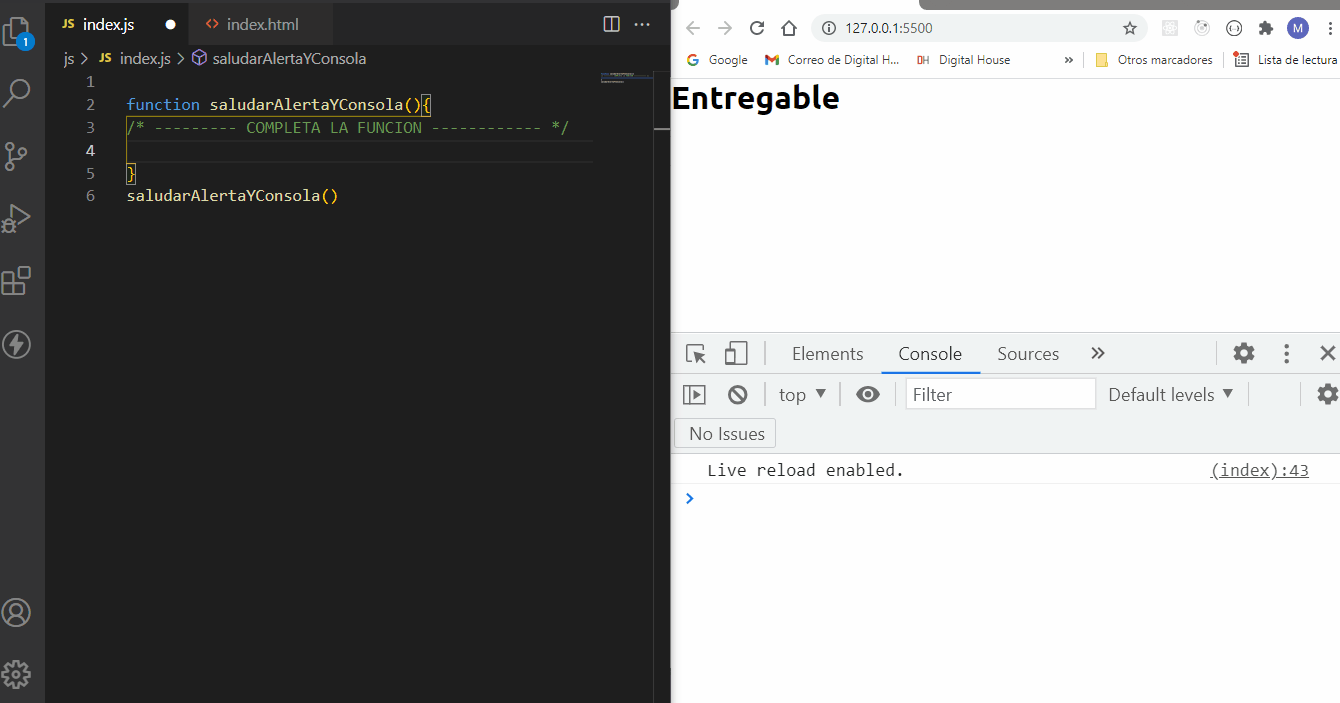 JS index.js
<> index.html
1
js > JS index.js > saludarAlertaYConsola
1
2 function saludarAlertaYConsola(){
3 /* --------- COMPLETA LA FUNCION ------------ */
4
5 }
6 saludarAlertaYConsola()
127.0.0.1:5500
M
Google
Correo de Digital H...
DH Digital House
»
Otros marcadores
Lista de lectura
Entregable
Elements
Console
Sources
top
Filter
Default levels
No Issues
Live reload enabled.
(index):43